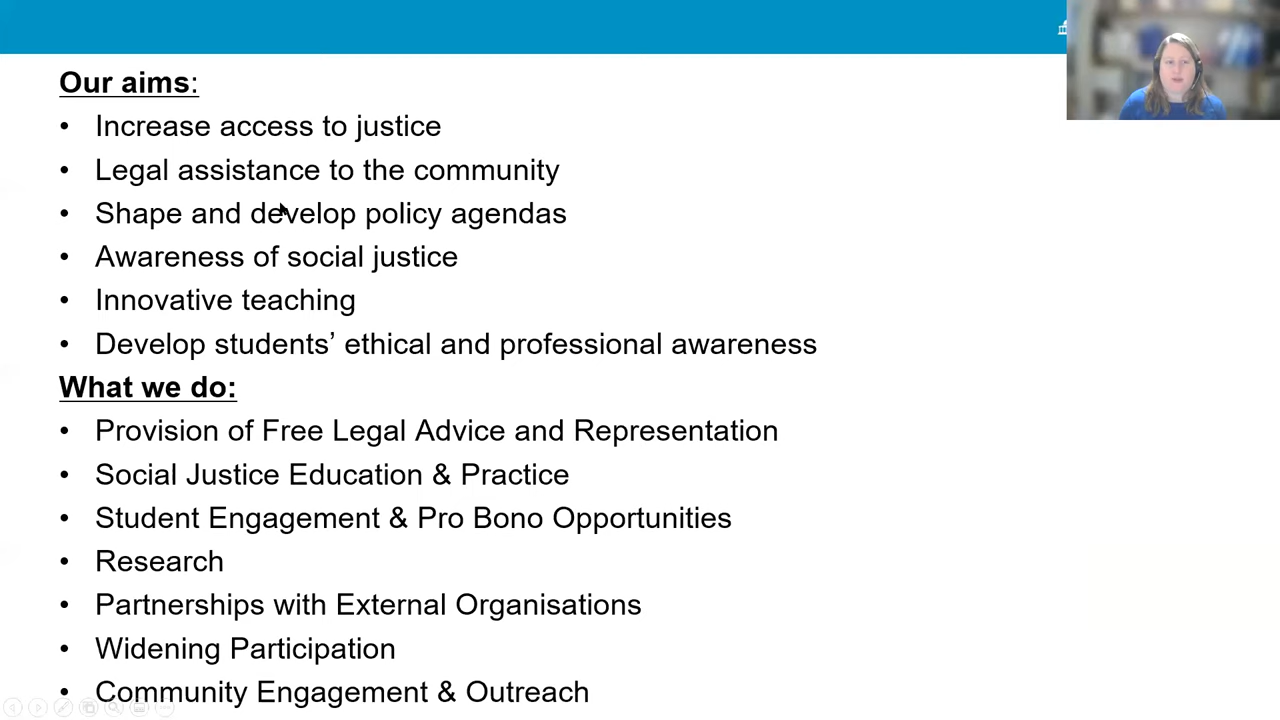 Our aims:
• Increase access to justice
• Legal assistance to the community
• Shape and develop policy agendas
• Awareness of social justice
• Innovative teaching
• Develop students’ ethical and professional awareness
What we do:
• Provision of Free Legal Advice and Representation
• Social Justice Education & Practice
• Student Engagement & Pro Bono Opportunities
• Research
• Partnerships with External Organisations
• Widening Participation
• Community Engagement & Outreach